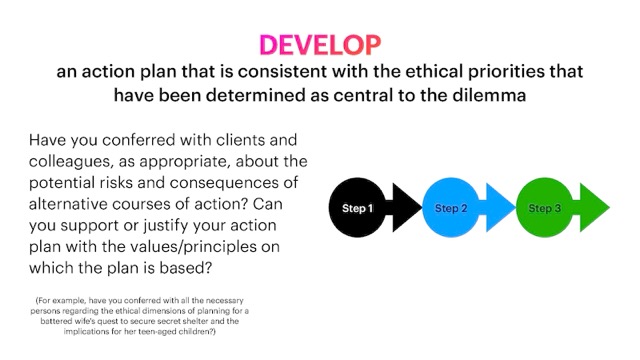 DEVELOP
an action plan that is consistent with the ethical priorities that
have been determined as central to the dilemma
Have you conferred with clients and
colleagues, as appropriate, about the
potential risks and consequences of
alternative courses of action? Can
you support or justify your action
plan with the values/principles on
which the plan is based?
(For example, have you conferred with all the necessary
persons regarding the ethical dimensions of planning for a
battered wife's quest to secure secret shelter and the
implications for her teen-aged children?)
Step 1
Step 2
Step 3